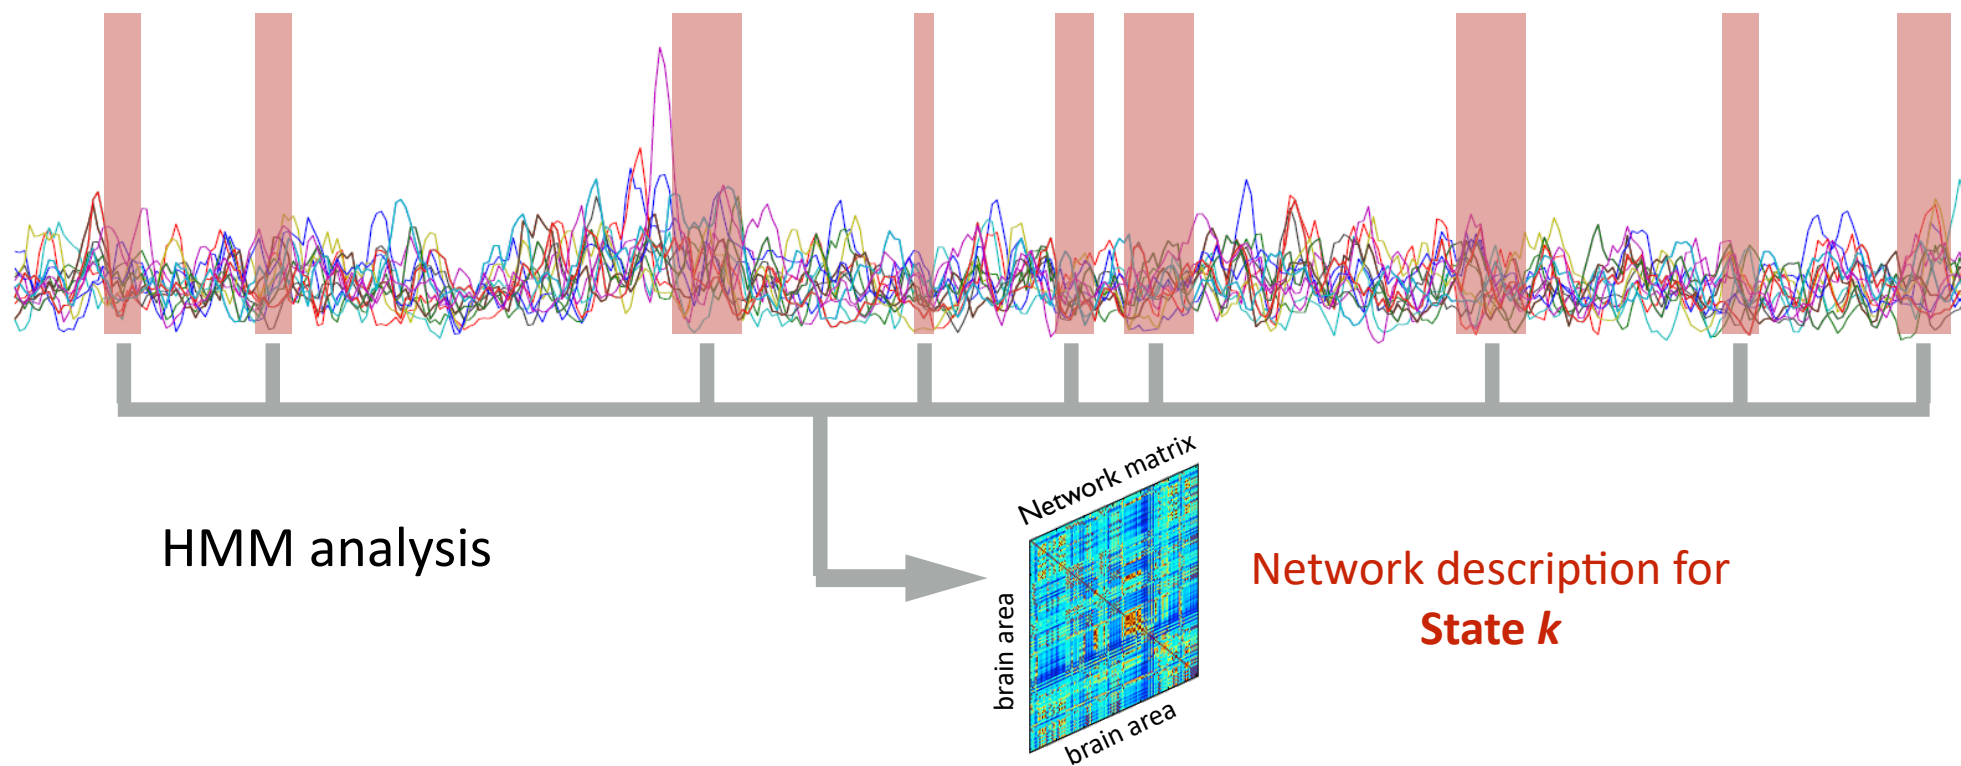 HMM analysis
Network matrix
brain area
brain area
Network description for
State k